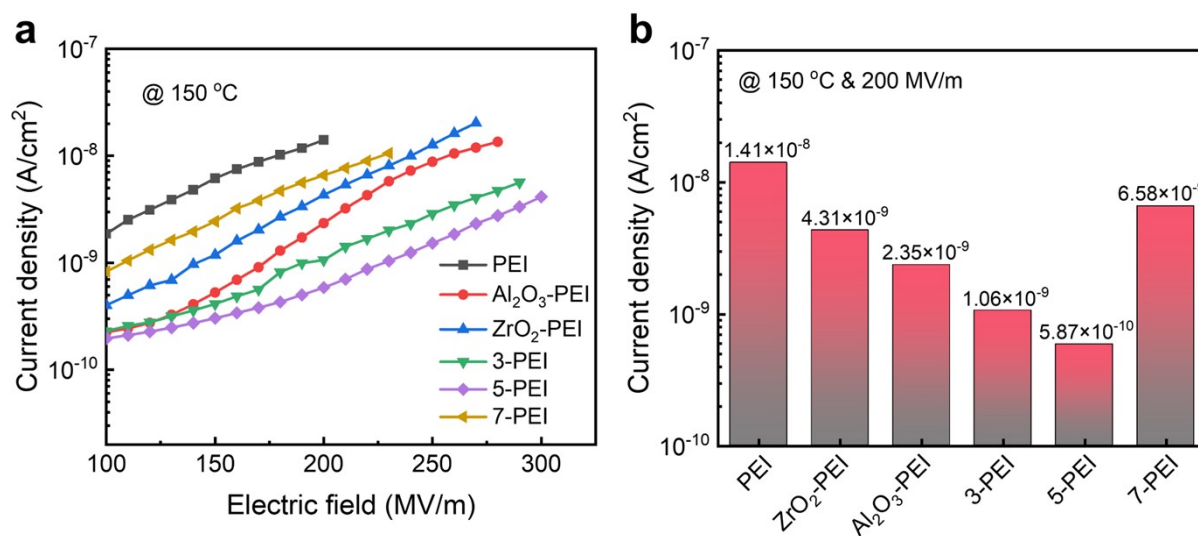 a
@ 150 °C
Current density (A/cm²)
10⁻⁷
10⁻⁸
10⁻⁹
10⁻¹⁰
PEI
Al₂O₃-PEI
ZrO₂-PEI
3-PEI
5-PEI
7-PEI
100 150 200 250 300
Electric field (MV/m)
b
@ 150 °C & 200 MV/m
Current density (A/cm²)
10⁻⁷
10⁻⁸
10⁻⁹
10⁻¹⁰
1.41×10⁻⁸
4.31×10⁻⁹
2.35×10⁻⁹
1.06×10⁻⁹
5.87×10⁻¹⁰
6.58×10⁻⁹
PEI
ZrO₂-PEI
Al₂O₃-PEI
3-PEI
5-PEI
7-PEI